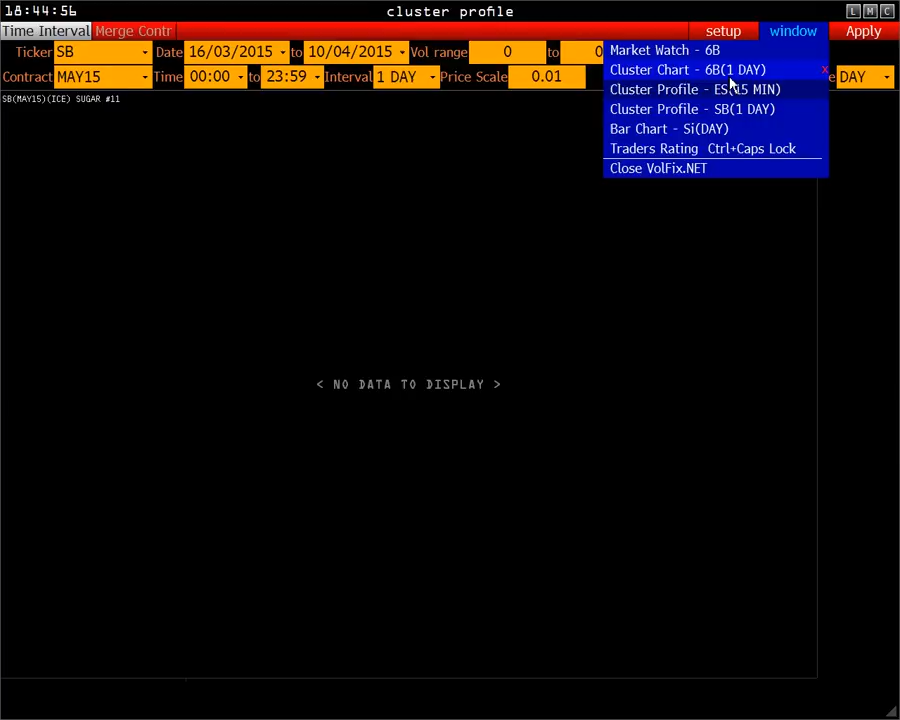 18:44:56 cluster profile L M C
Time Interval Merge Contr setup window Apply
Ticker SB Date 16/03/2015 to 10/04/2015 Vol range 0 to 0
Contract MAY15 Time 00:00 to 23:59 Interval 1 DAY Price Scale 0.01 e DAY
Market Watch - 6B
Cluster Chart - 6B(1 DAY) x
Cluster Profile - ES(15 MIN)
Cluster Profile - SB(1 DAY)
Bar Chart - Si(DAY)
Traders Rating Ctrl+Caps Lock
Close VolFix.NET
SB(MAY15)(ICE) SUGAR #11
< NO DATA TO DISPLAY >